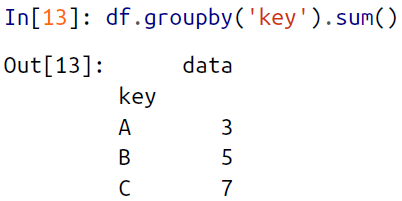 In[13]: df.groupby('key').sum()
Out[13]:      data
         key
         A       3
         B       5
         C       7